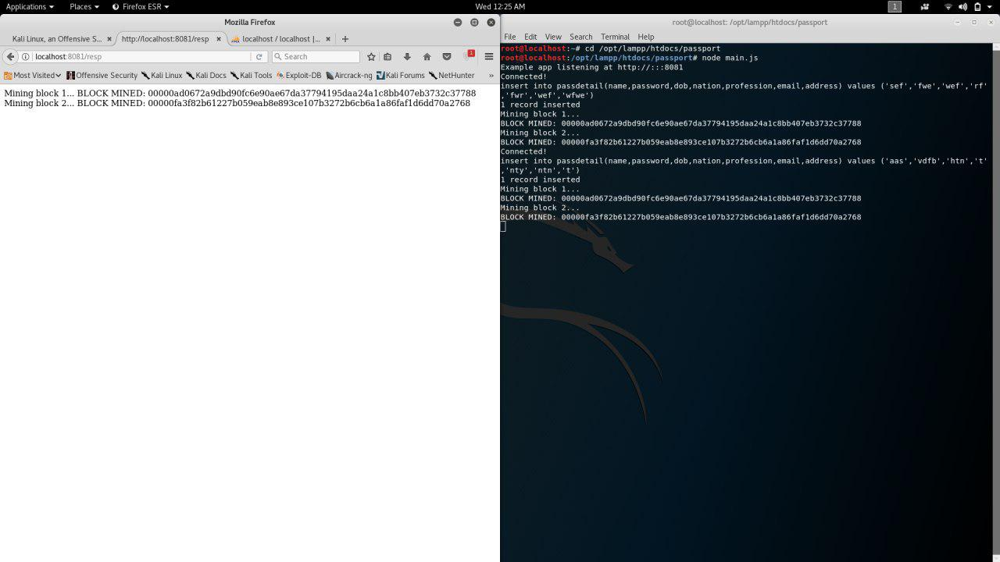 Applications Places Firefox ESR Wed 12:25 AM 1
Mozilla Firefox
Kali Linux, an Offensive S... × http://localhost:8081/resp × localhost / localhost |... × +
localhost:8081/resp Search 1
Most Visited Offensive Security Kali Linux Kali Docs Kali Tools Exploit-DB Aircrack-ng Kali Forums NetHunter »
Mining block 1... BLOCK MINED: 00000ad0672a9dbd90fc6e90ae67da37794195daa24a1c8bb407eb3732c37788
Mining block 2... BLOCK MINED: 00000fa3f82b61227b059eab8e893ce107b3272b6cb6a1a86faf1d6dd70a2768
root@localhost: /opt/lampp/htdocs/passport
File Edit View Search Terminal Help
root@localhost:~# cd /opt/lampp/htdocs/passport
root@localhost:/opt/lampp/htdocs/passport# node main.js
Example app listening at http://:::8081
Connected!
insert into passdetail(name,password,dob,nation,profession,email,address) values ('sef','fwe','wef','rf'
,'fwr','wef','wfwe')
1 record inserted
Mining block 1...
BLOCK MINED: 00000ad0672a9dbd90fc6e90ae67da37794195daa24a1c8bb407eb3732c37788
Mining block 2...
BLOCK MINED: 00000fa3f82b61227b059eab8e893ce107b3272b6cb6a1a86faf1d6dd70a2768
Connected!
insert into passdetail(name,password,dob,nation,profession,email,address) values ('aas','vdfb','htn','t'
,'nty','ntn','t')
1 record inserted
Mining block 1...
BLOCK MINED: 00000ad0672a9dbd90fc6e90ae67da37794195daa24a1c8bb407eb3732c37788
Mining block 2...
BLOCK MINED: 00000fa3f82b61227b059eab8e893ce107b3272b6cb6a1a86faf1d6dd70a2768